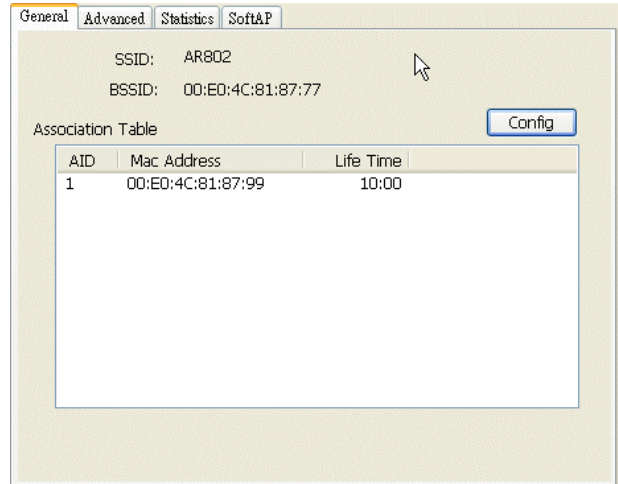 General Advanced Statistics SoftAP
SSID: AR802
BSSID: 00:E0:4C:81:87:77
Association Table Config
AID Mac Address Life Time
1 00:E0:4C:81:87:99 10:00